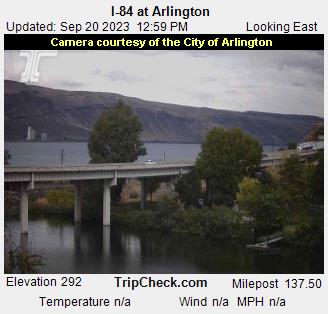 I-84 at Arlington
Updated: Sep 20 2023 12:59 PM Looking East
Camera courtesy of the City of Arlington
Elevation 292 TripCheck.com Milepost 137.50
Temperature n/a Wind n/a MPH n/a